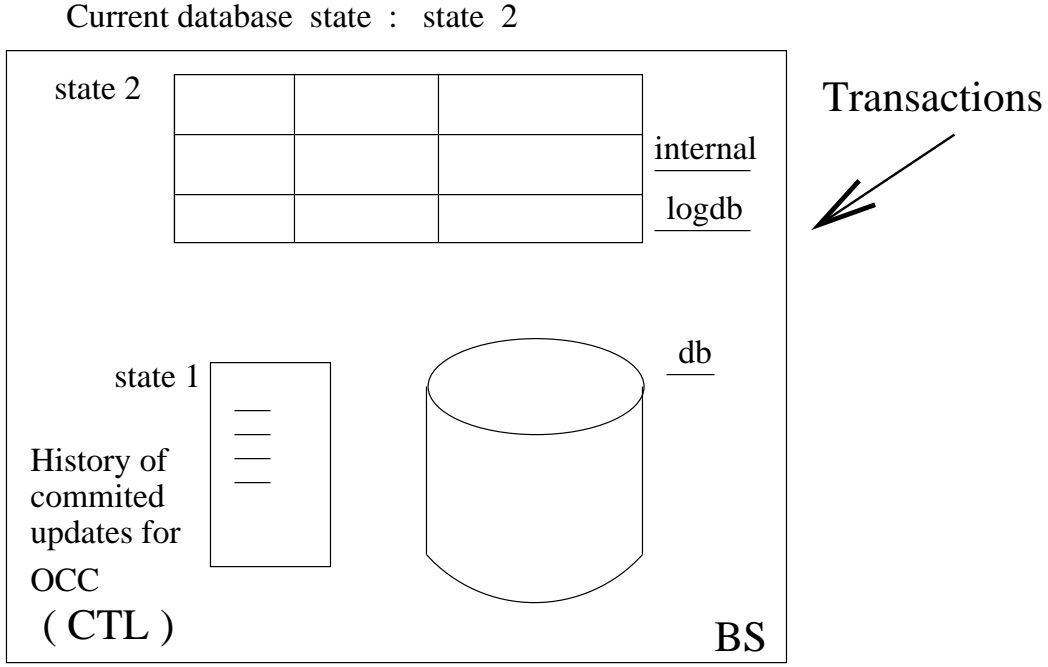 Current database state : state 2
state 2
Transactions
internal
logdb
db
state 1
History of
commited
updates for
OCC
( CTL )
BS